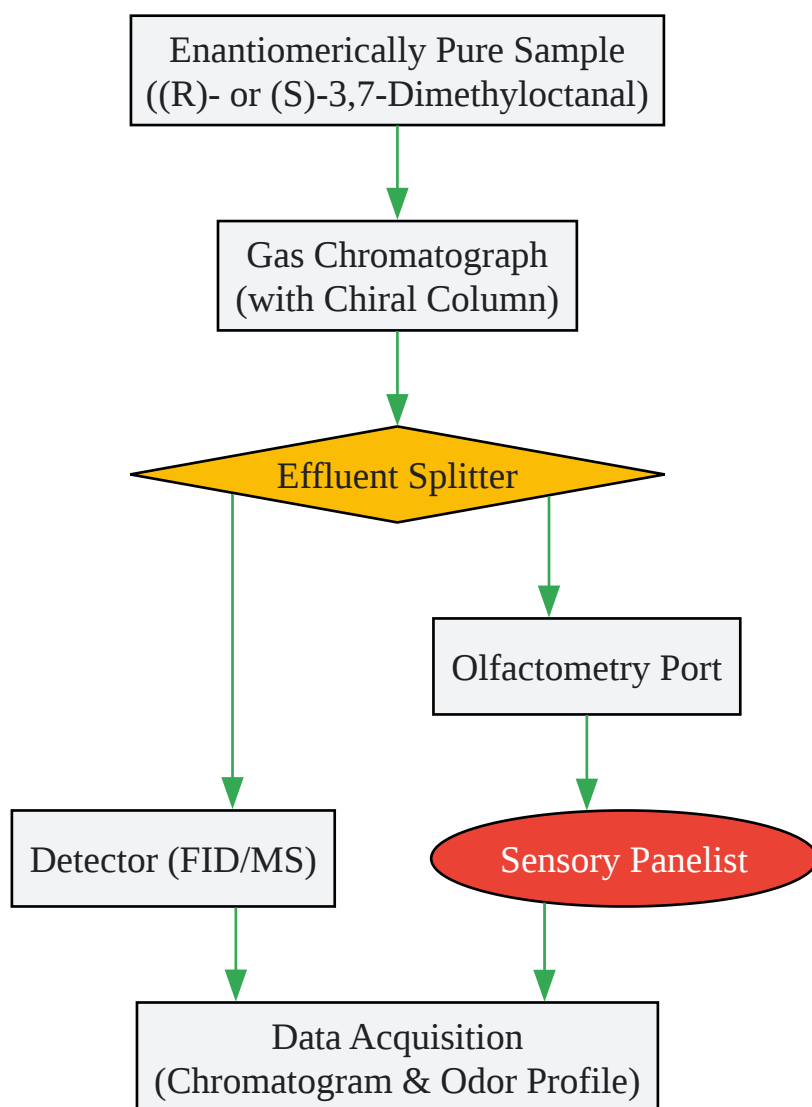 Enantiomerically Pure Sample
((R)- or (S)-3,7-Dimethyloctanal)
Gas Chromatograph
(with Chiral Column)
Effluent Splitter
Olfactometry Port
Detector (FID/MS)
Sensory Panelist
Data Acquisition
(Chromatogram & Odor Profile)